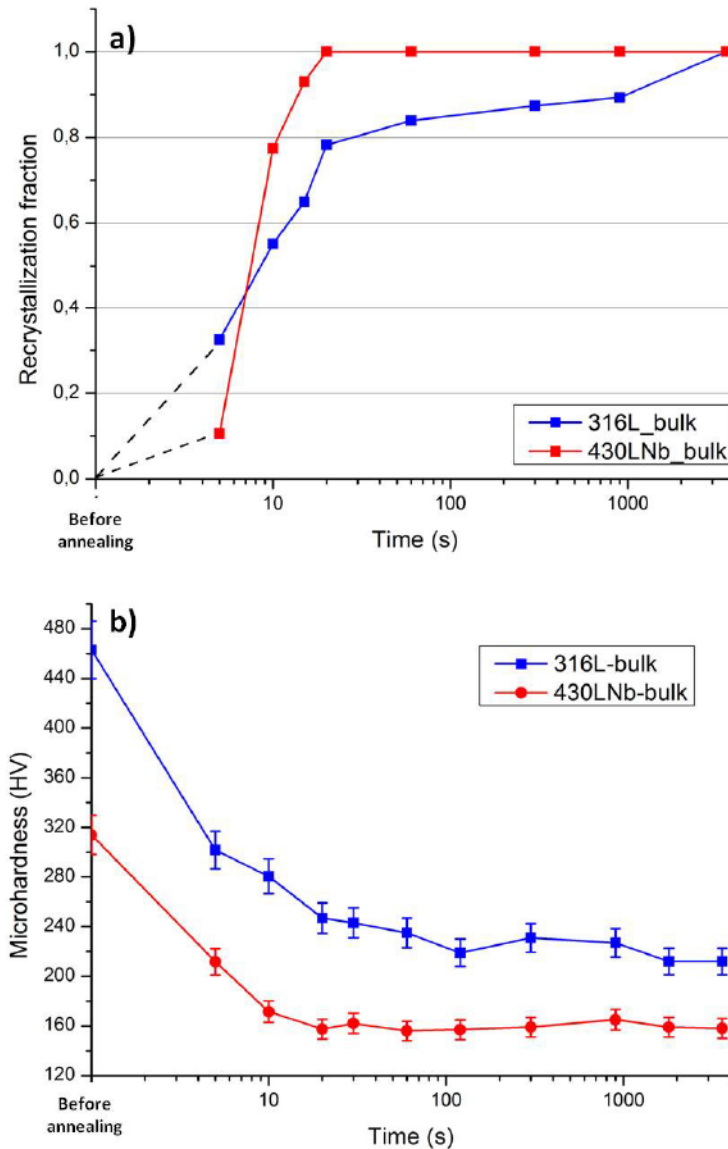 a)
1,0
0,8
0,6
0,4
0,2
0,0
Recrystallization fraction
316L_bulk
430LNb_bulk
10
100
1000
Before
annealing
Time (s)
b)
480
440
400
360
320
280
240
200
160
120
Microhardness (HV)
316L-bulk
430LNb-bulk
10
100
1000
Before
annealing
Time (s)